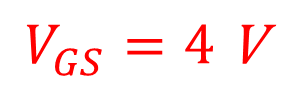 V_GS = 4 V